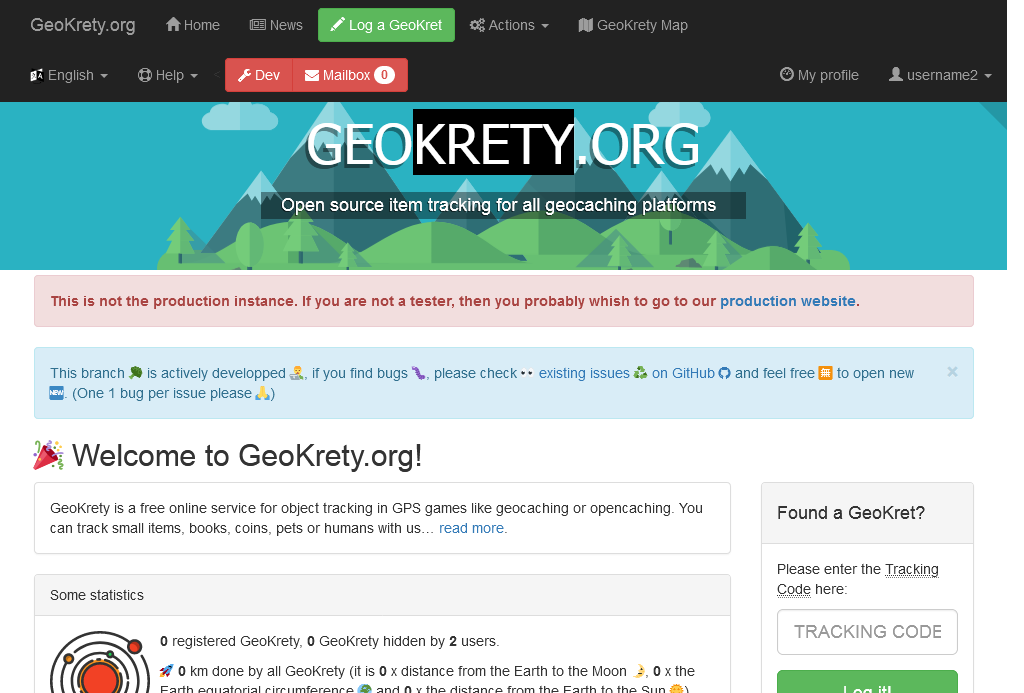 GeoKrety.org Home News Log a GeoKret Actions GeoKrety Map
English Help < Dev Mailbox 0 My profile username2
GEOKRETY.ORG
Open source item tracking for all geocaching platforms
This is not the production instance. If you are not a tester, then you probably whish to go to our production website.
This branch 🌳 is actively developped 👨‍💻, if you find bugs 🐛, please check 👀 existing issues ♻️ on GitHub and feel free 🧮 to open new
🆕. (One 1 bug per issue please 🙏)
×
🎉 Welcome to GeoKrety.org!
GeoKrety is a free online service for object tracking in GPS games like geocaching or opencaching. You
can track small items, books, coins, pets or humans with us… read more.
Found a GeoKret?
Please enter the Tracking
Code here:
TRACKING CODE
Log it!
Some statistics
0 registered GeoKrety, 0 GeoKrety hidden by 2 users.
🚀 0 km done by all GeoKrety (it is 0 x distance from the Earth to the Moon 🌛, 0 x the
Earth equatorial circumference 🌍 and 0 x the distance from the Earth to the Sun 🌞)